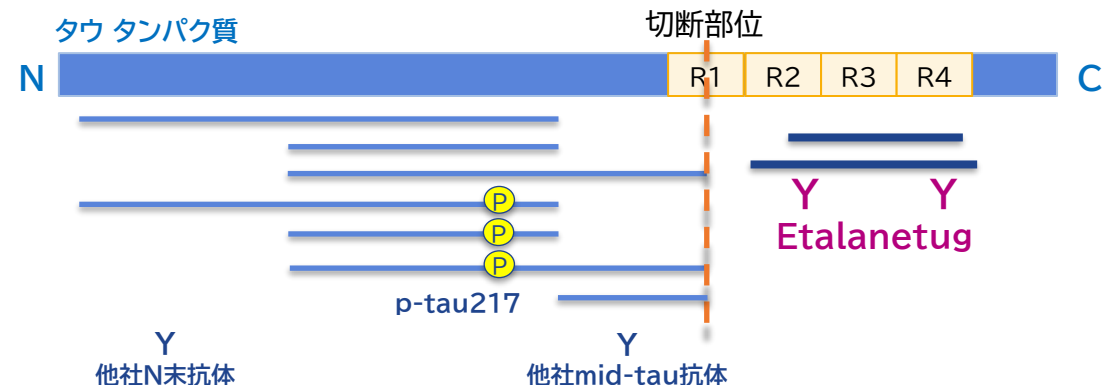 切断部位
タウ タンパク質
N R1 R2 R3 R4 C
P
P
P
Y Y
Etalanetug
p-tau217
Y Y
他社N末抗体 他社mid-tau抗体